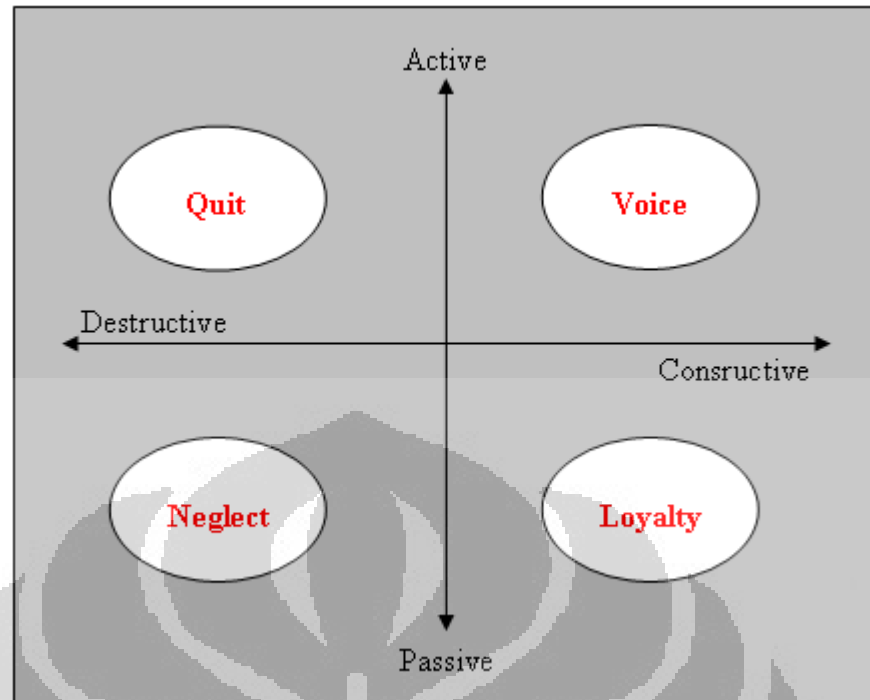 Active
Quit
Voice
Destructive
Consructive
Neglect
Loyalty
Passive